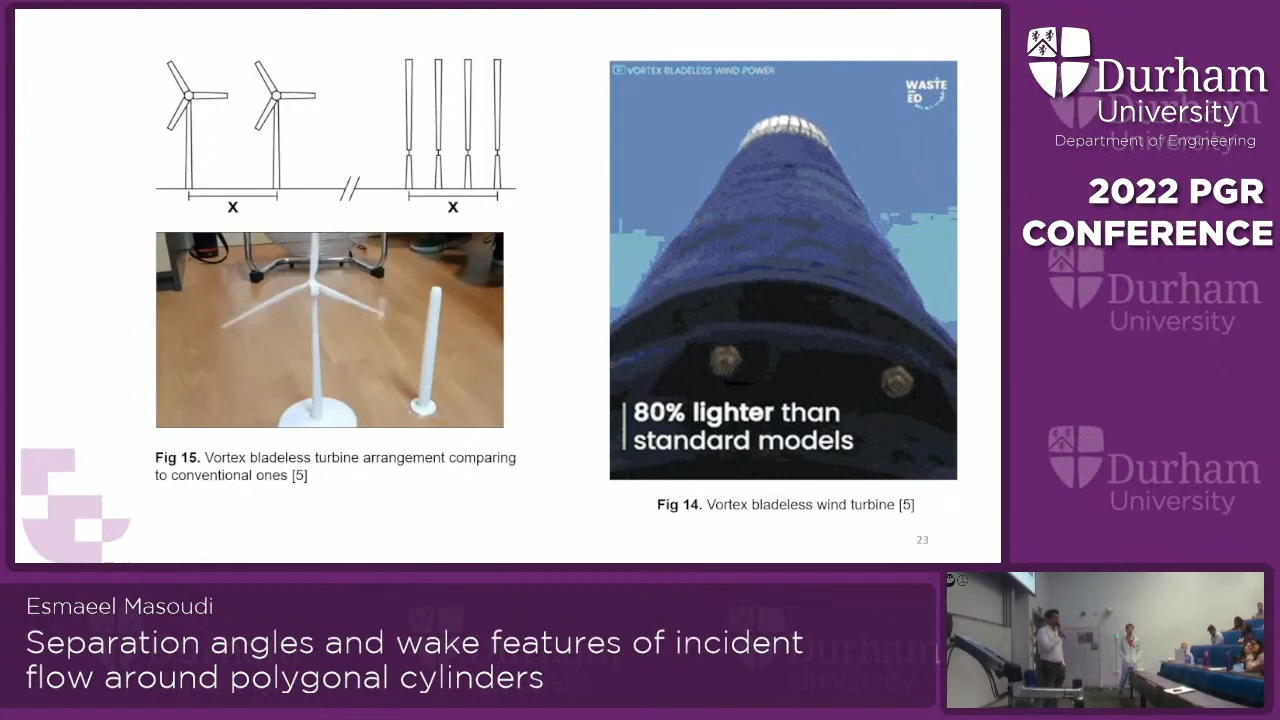 X
X
Fig 15. Vortex bladeless turbine arrangement comparing
to conventional ones [5]
VORTEX BLADELESS WIND POWER
WASTE
ED
80% lighter than
standard models
Fig 14. Vortex bladeless wind turbine [5]
23
Durham
University
Department of Engineering
2022 PGR
CONFERENCE
Durham
University
Durham
University
Esmaeel Masoudi
Separation angles and wake features of incident
flow around polygonal cylinders